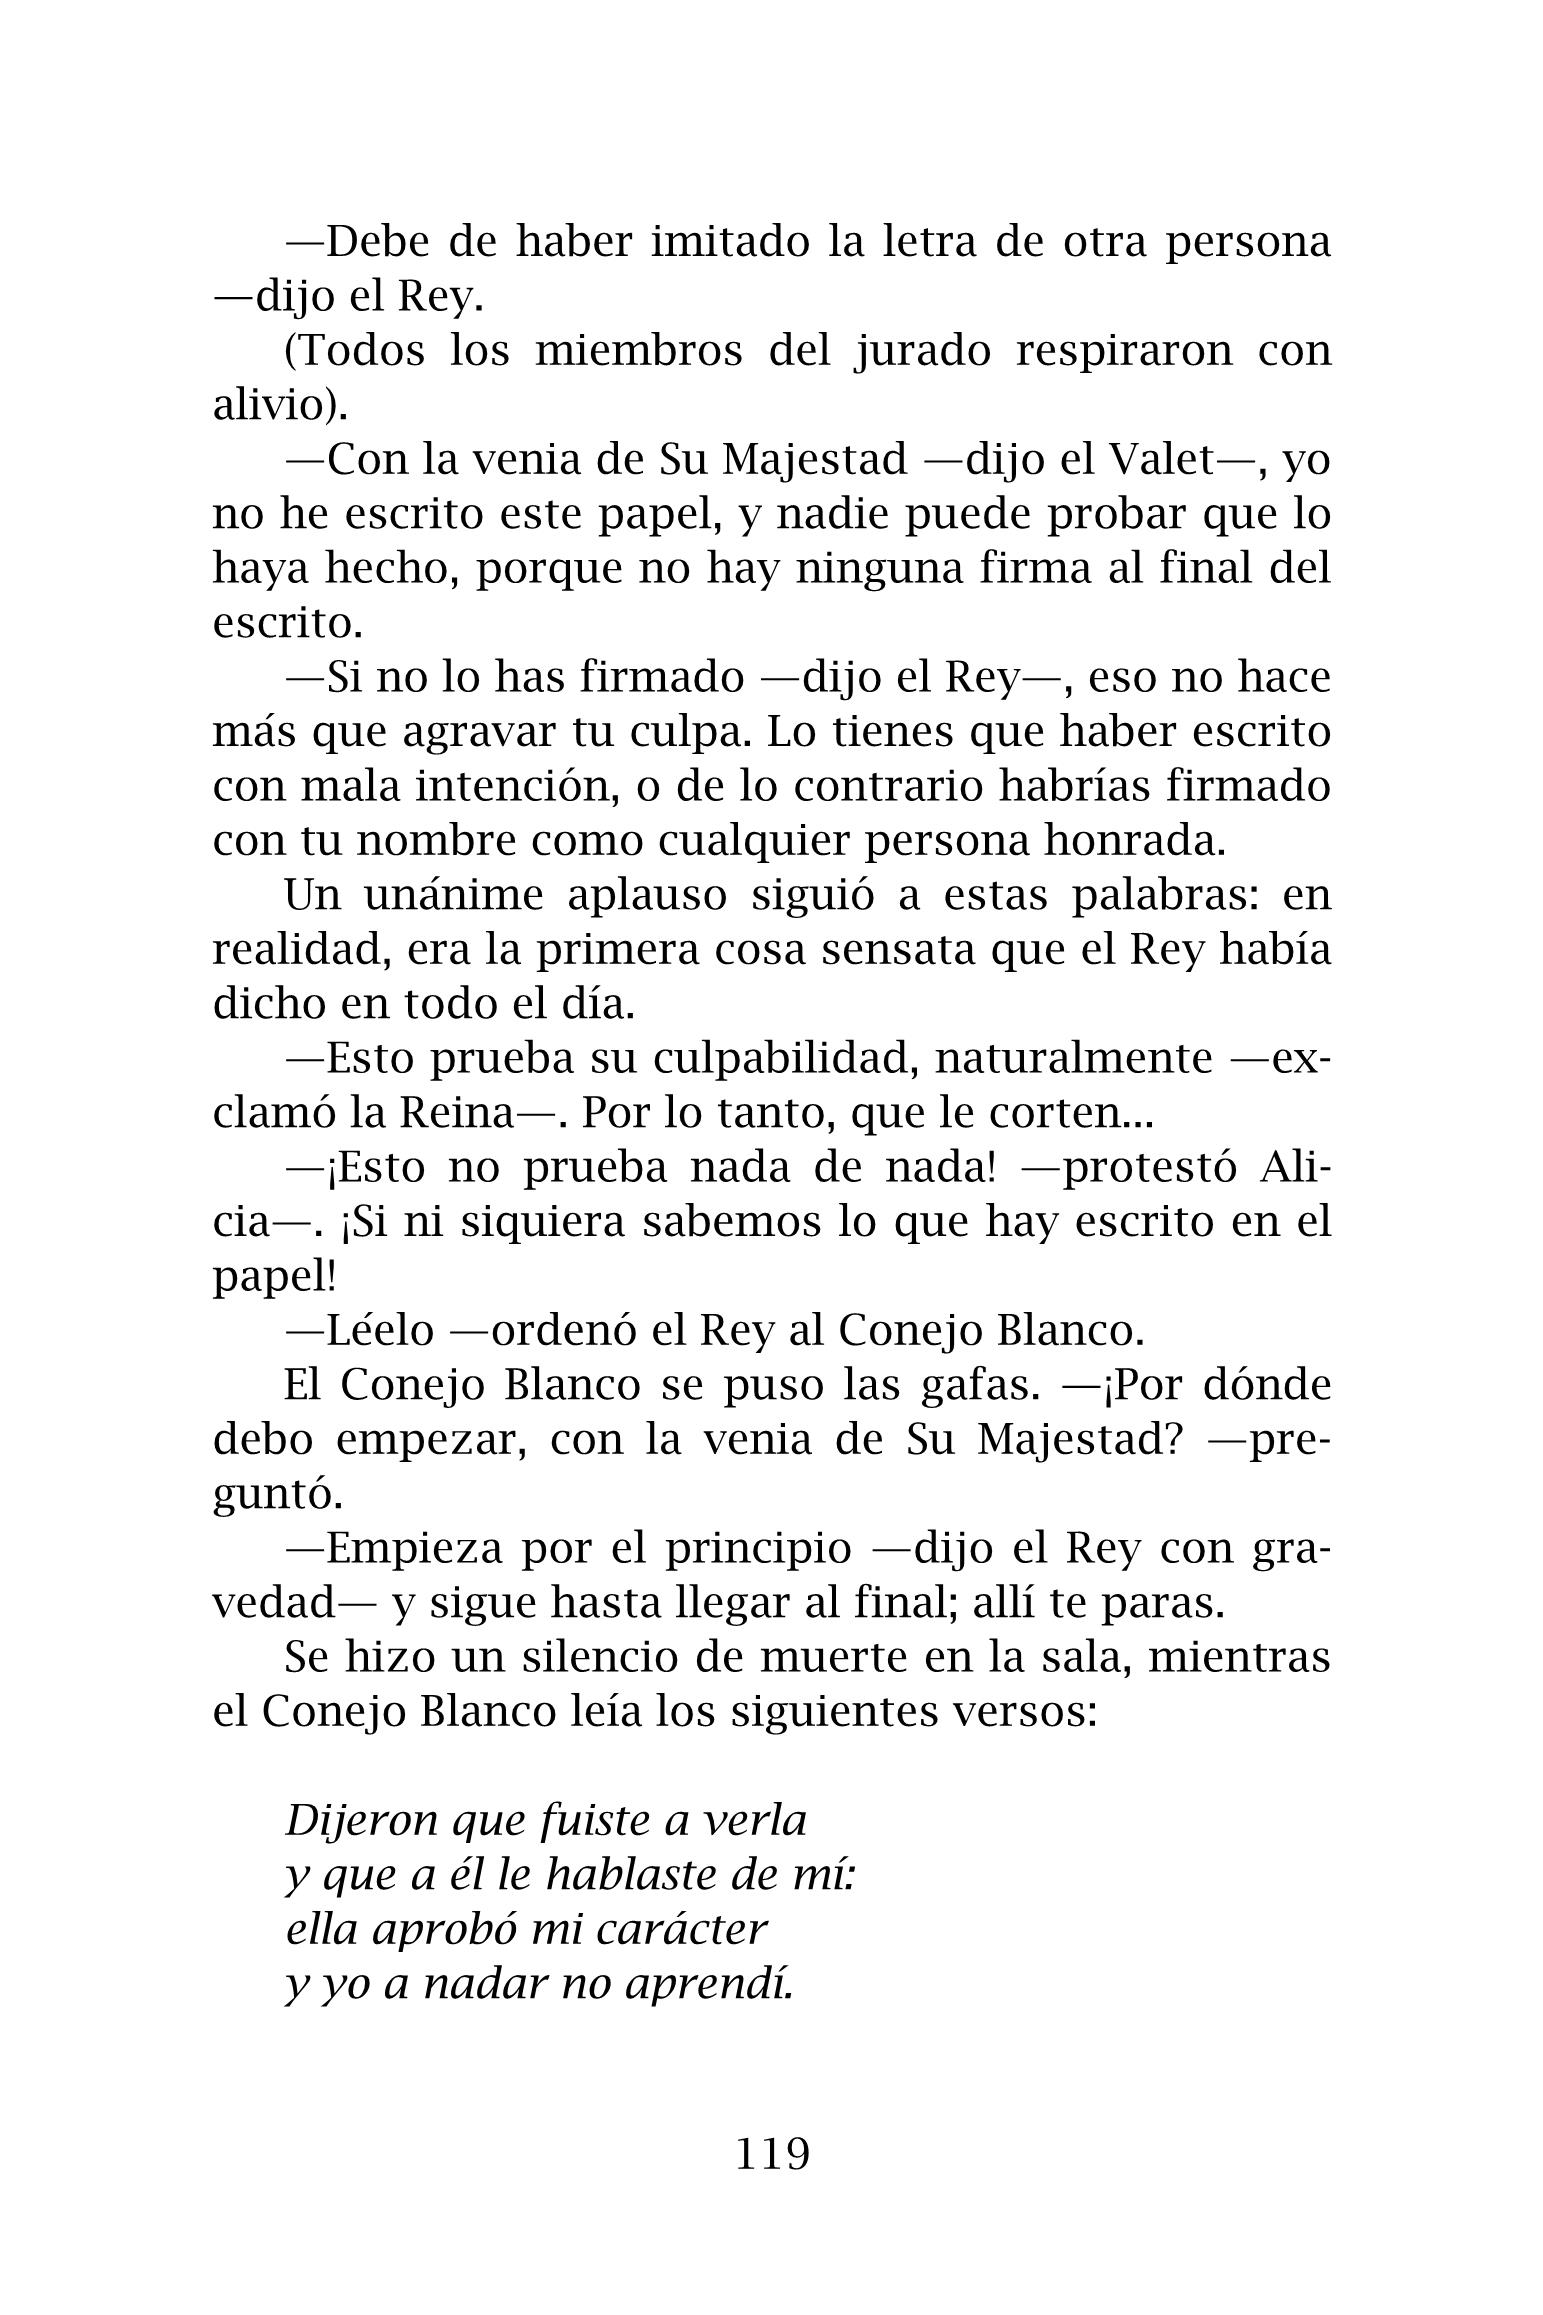 —Debe de haber imitado la letra de otra persona
—dijo el Rey.
(Todos los miembros del jurado respiraron con
alivio).
—Con la venia de Su Majestad —dijo el Valet—, yo
no he escrito este papel, y nadie puede probar que lo
haya hecho, porque no hay ninguna firma al final del
escrito.
—Si no lo has firmado —dijo el Rey—, eso no hace
más que agravar tu culpa. Lo tienes que haber escrito
con mala intención, o de lo contrario habrías firmado
con tu nombre como cualquier persona honrada.
Un unánime aplauso siguió a estas palabras: en
realidad, era la primera cosa sensata que el Rey había
dicho en todo el día.
—Esto prueba su culpabilidad, naturalmente —ex-
clamó la Reina—. Por lo tanto, que le corten...
—¡Esto no prueba nada de nada! —protestó Ali-
cia—. ¡Si ni siquiera sabemos lo que hay escrito en el
papel!
—Léelo —ordenó el Rey al Conejo Blanco.
El Conejo Blanco se puso las gafas. —¡Por dónde
debo empezar, con la venia de Su Majestad? —pre-
guntó.
—Empieza por el principio —dijo el Rey con gra-
vedad— y sigue hasta llegar al final; allí te paras.
Se hizo un silencio de muerte en la sala, mientras
el Conejo Blanco leía los siguientes versos:
Dijeron que fuiste a verla
y que a él le hablaste de mí:
ella aprobó mi carácter
y yo a nadar no aprendí.
119